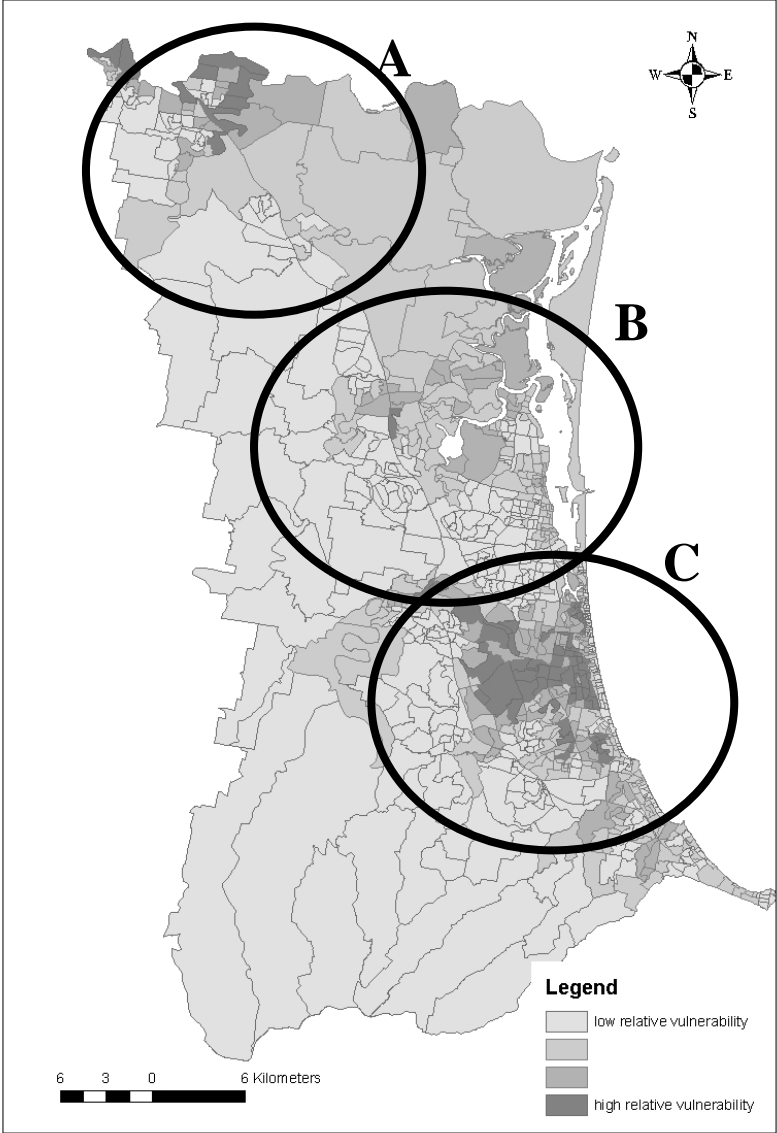 A
N
W E
S
B
C
Legend
low relative vulnerability
high relative vulnerability
6 3 0 6 Kilometers